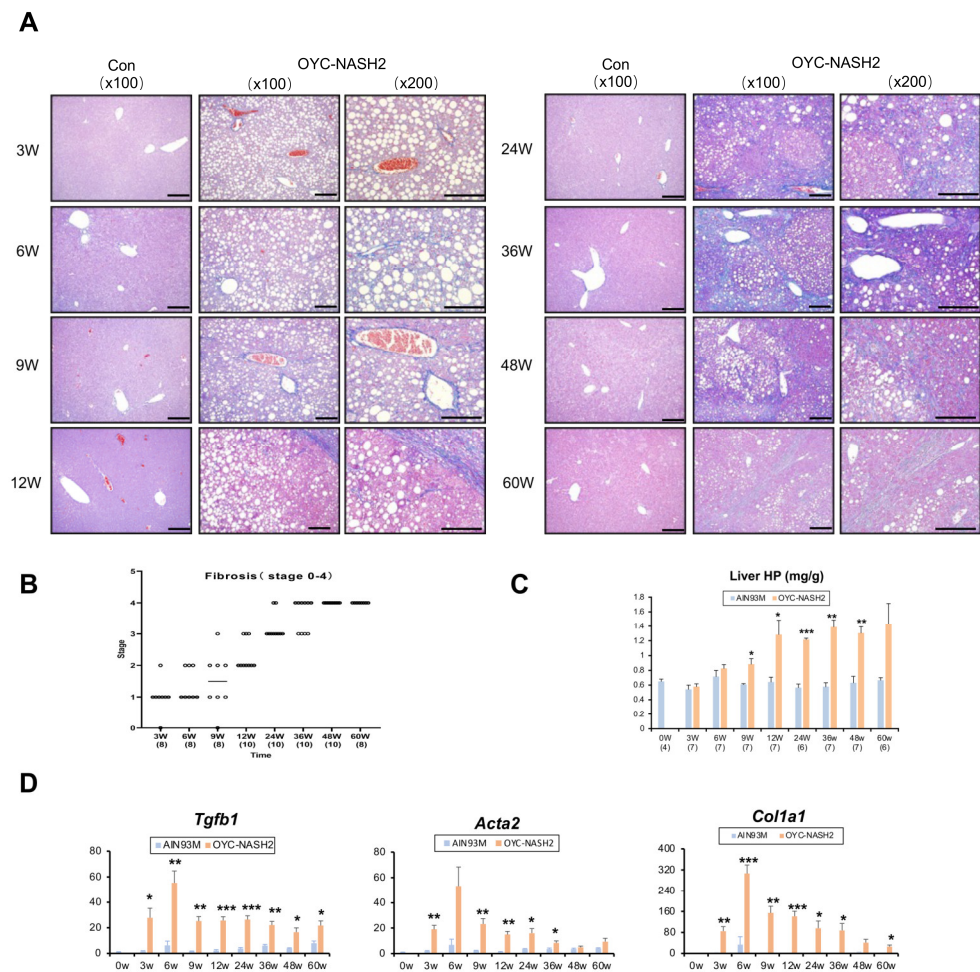 A
Con
(x100)
OYC-NASH2
(x100)
(x200)
Con
(x100)
OYC-NASH2
(x100)
(x200)
3W
24W
6W
36W
9W
48W
12W
60W
B
Fibrosis( stage 0-4)
Stage
5
4
3
2
1
0
3W 6W 9W 12W 24W 36W 48W 60W
(8) (8) (8) (10) (10) (10) (10) (8)
Time
C
Liver HP (mg/g)
AIN93M OYC-NASH2
1.8
1.6
1.4
1.2
1
0.8
0.6
0.4
0.2
0
* * *** ** **
0W 3W 6W 9W 12W 24W 36w 48w 60w
(4) (7) (7) (7) (7) (6) (7) (7) (6)
D
Tgfb1
AIN93M OYC-NASH2
80
60
40
20
0
* ** ** *** *** ** * *
0w 3w 6w 9w 12w 24w 36w 48w 60w
Acta2
AIN93M OYC-NASH2
80
60
40
20
0
** ** ** * *
0w 3w 6w 9w 12w 24w 36w 48w 60w
Col1a1
AIN93M OYC-NASH2
400
320
240
160
80
0
** *** ** *** * * *
0w 3w 6w 9w 12w 24w 36w 48w 60w